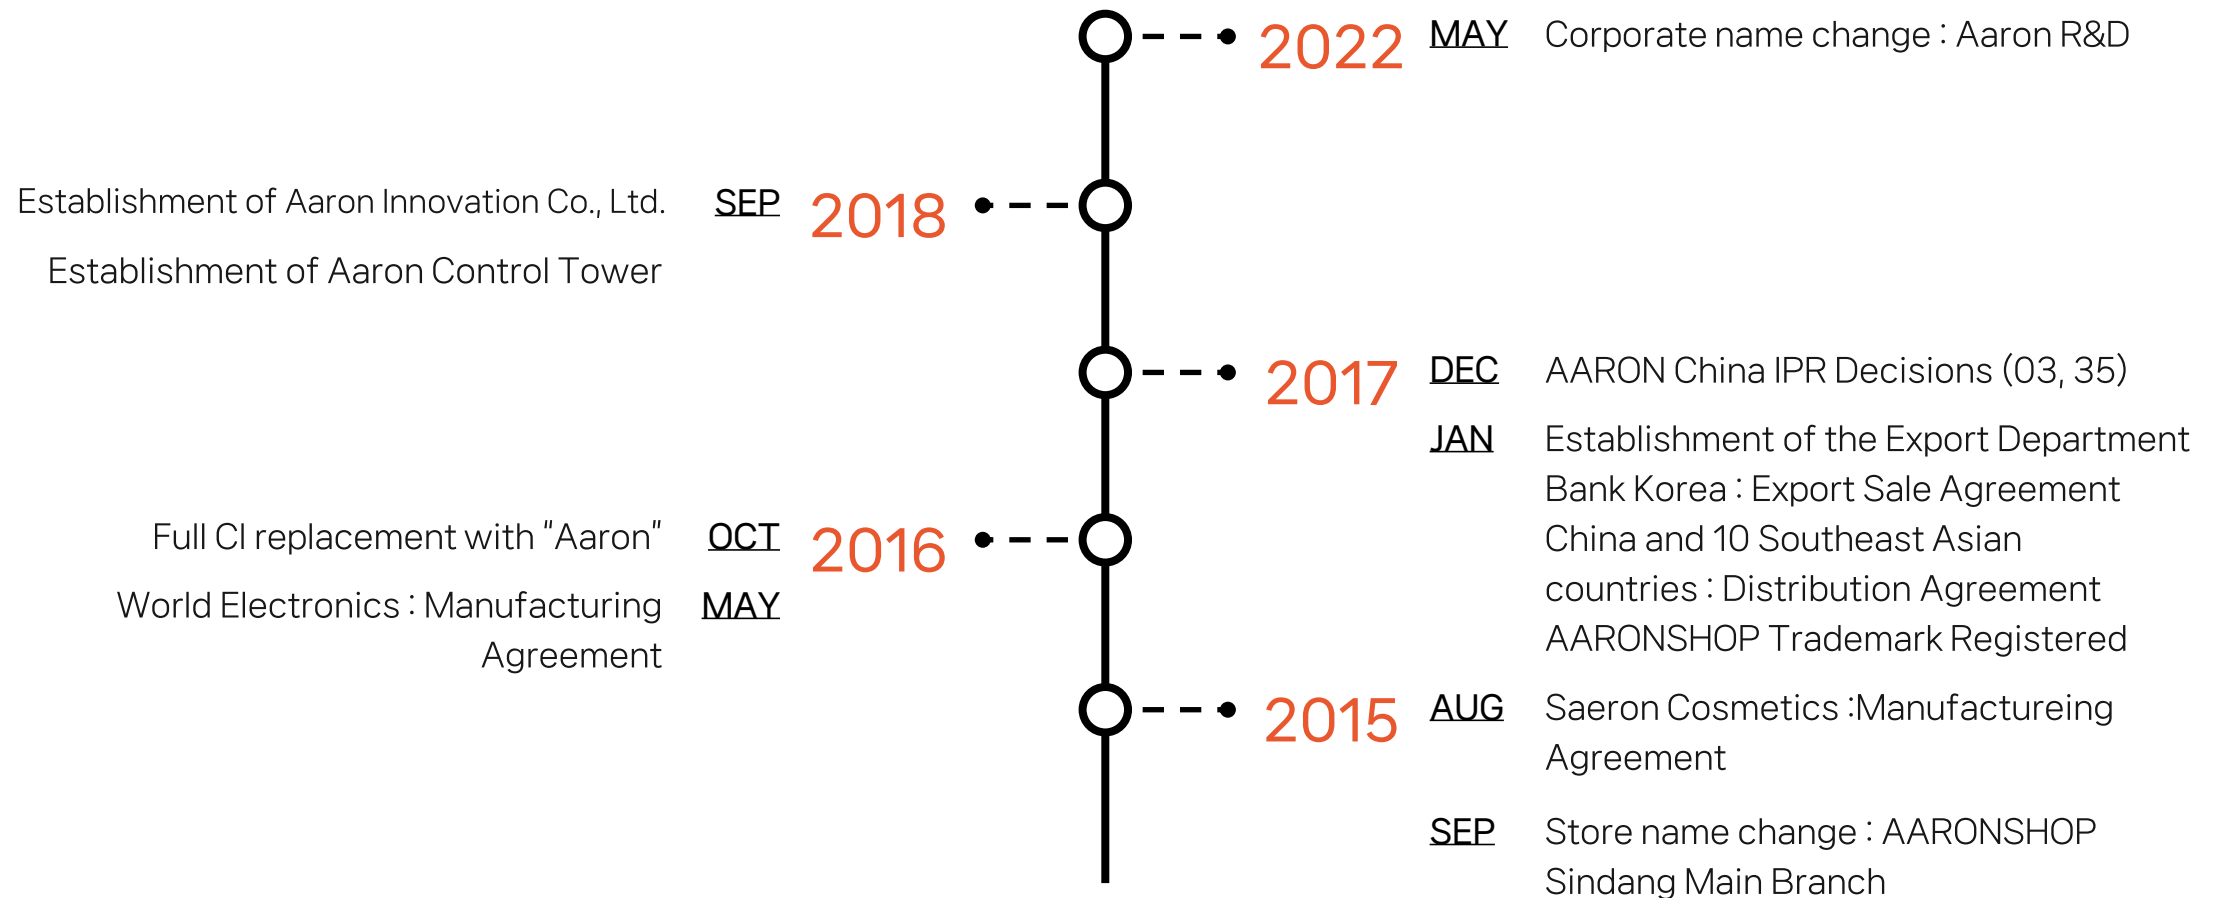 2022 MAY Corporate name change : Aaron R&D
Establishment of Aaron Innovation Co., Ltd. SEP 2018
Establishment of Aaron Control Tower
2017 DEC AARON China IPR Decisions (03, 35)
JAN Establishment of the Export Department
Bank Korea : Export Sale Agreement
China and 10 Southeast Asian
countries : Distribution Agreement
AARONSHOP Trademark Registered
Full CI replacement with "Aaron" OCT 2016
World Electronics : Manufacturing MAY
Agreement
2015 AUG Saeron Cosmetics :Manufactureing
Agreement
SEP Store name change : AARONSHOP
Sindang Main Branch